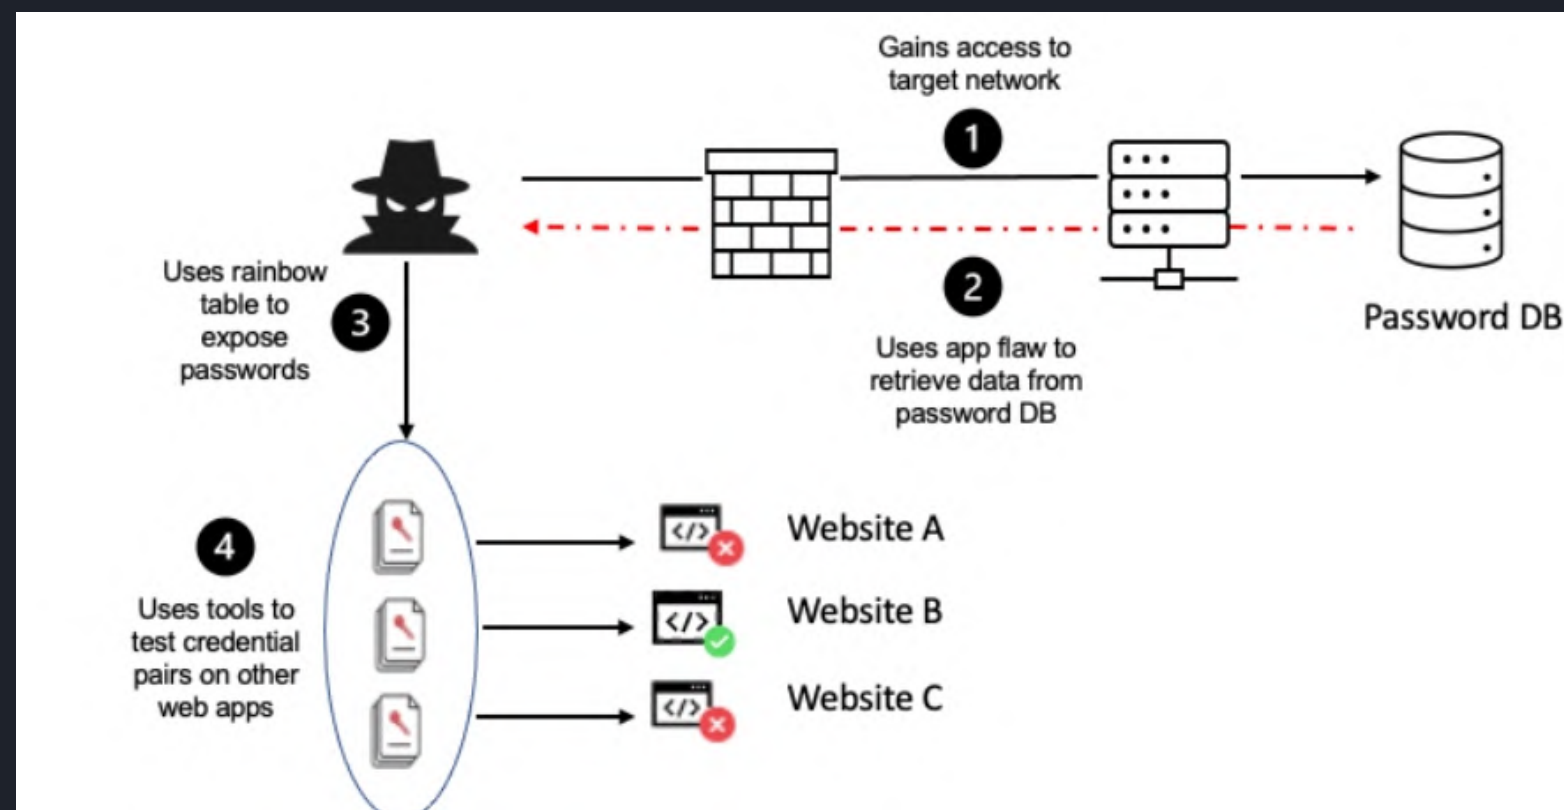 Gains access to
target network
1
2
Uses app flaw to
retrieve data from
password DB
Password DB
Uses rainbow
table to
expose
passwords
3
4
Uses tools to
test credential
pairs on other
web apps
</> Website A
</> Website B
</> Website C